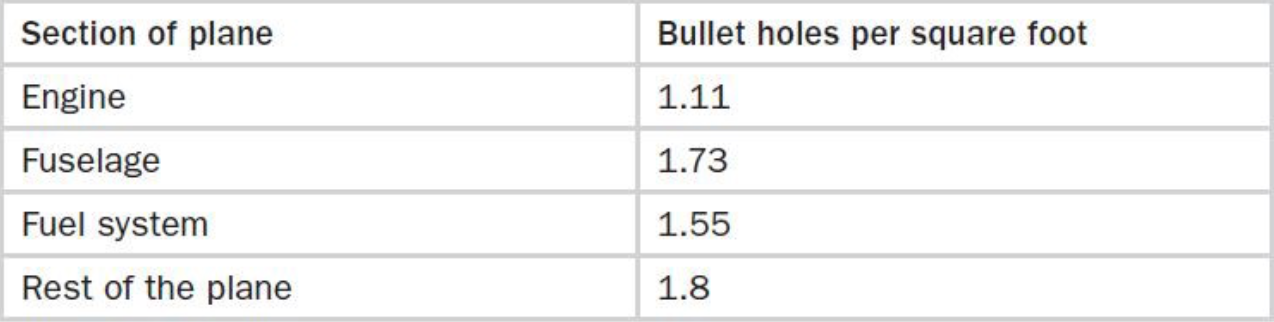 Section of plane Bullet holes per square foot
Engine 1.11
Fuselage 1.73
Fuel system 1.55
Rest of the plane 1.8